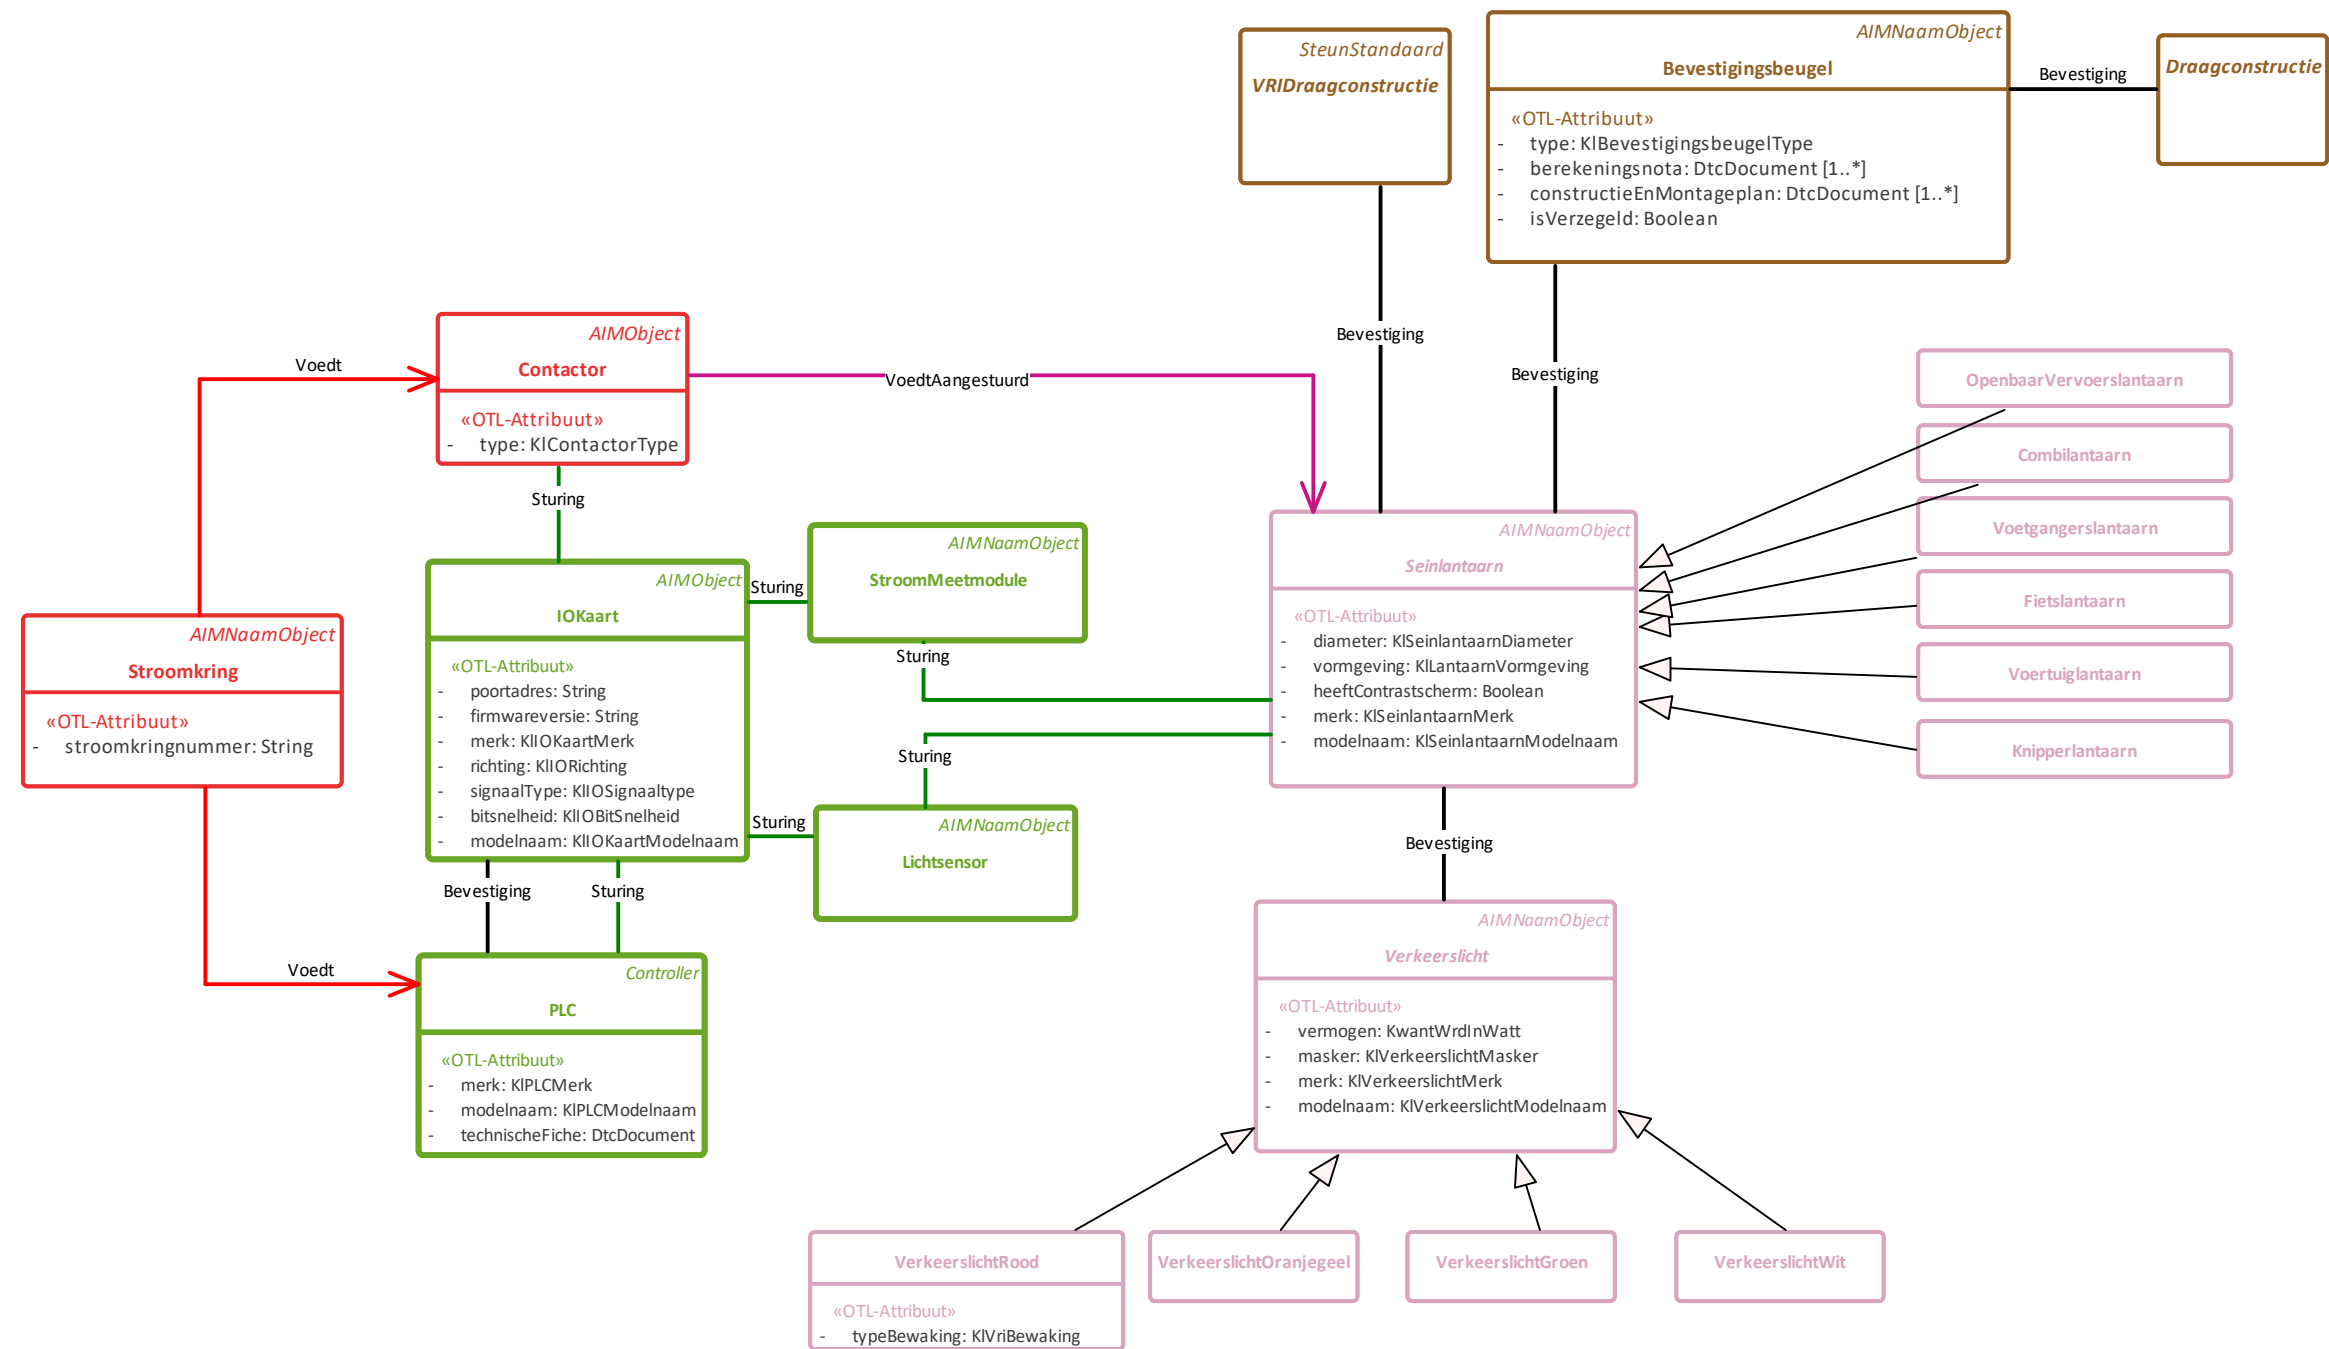 SteunStandaard
VRIDraagconstructie
AIMNaamObject
Bevestigingsbeugel
«OTL-Attribuut»
- type: KlBevestigingsbeugelType
- berekeningsnota: DtcDocument [1..*]
- constructieEnMontageplan: DtcDocument [1..*]
- isVerzegeld: Boolean
Bevestiging
Draagconstructie
Bevestiging
Bevestiging
Voedt
AIMObject
Contactor
«OTL-Attribuut»
- type: KlContactorType
VoedtAangestuurd
Sturing
AIMObject
IOKaart
«OTL-Attribuut»
- poortadres: String
- firmwareversie: String
- merk: KlIOKaartMerk
- richting: KlIORichting
- signaalType: KlIOSignaaltype
- bitsnelheid: KlIOBitSnelheid
- modelnaam: KlIOKaartModelnaam
Sturing
AIMNaamObject
StroomMeetmodule
Sturing
Sturing
Sturing
AIMNaamObject
Lichtsensor
AIMNaamObject
Stroomkring
«OTL-Attribuut»
- stroomkringnummer: String
Bevestiging
Sturing
Voedt
Controller
PLC
«OTL-Attribuut»
- merk: KlPLCMerk
- modelnaam: KlPLCModelnaam
- technischeFiche: DtcDocument
AIMNaamObject
Seinlantaarn
«OTL-Attribuut»
- diameter: KlSeinlantaarnDiameter
- vormgeving: KlLantaarnVormgeving
- heeftContrastscherm: Boolean
- merk: KlSeinlantaarnMerk
- modelnaam: KlSeinlantaarnModelnaam
OpenbaarVervoerslantaarn
Combilantaarn
Voetgangerslantaarn
Fietslantaarn
Voertuiglantaarn
Knipperlantaarn
Bevestiging
AIMNaamObject
Verkeerslicht
«OTL-Attribuut»
- vermogen: KwantWrdInWatt
- masker: KlVerkeerslichtMasker
- merk: KlVerkeerslichtMerk
- modelnaam: KlVerkeerslichtModelnaam
VerkeerslichtRood
«OTL-Attribuut»
- typeBewaking: KlVriBewaking
VerkeerslichtOranjegeel
VerkeerslichtGroen
VerkeerslichtWit